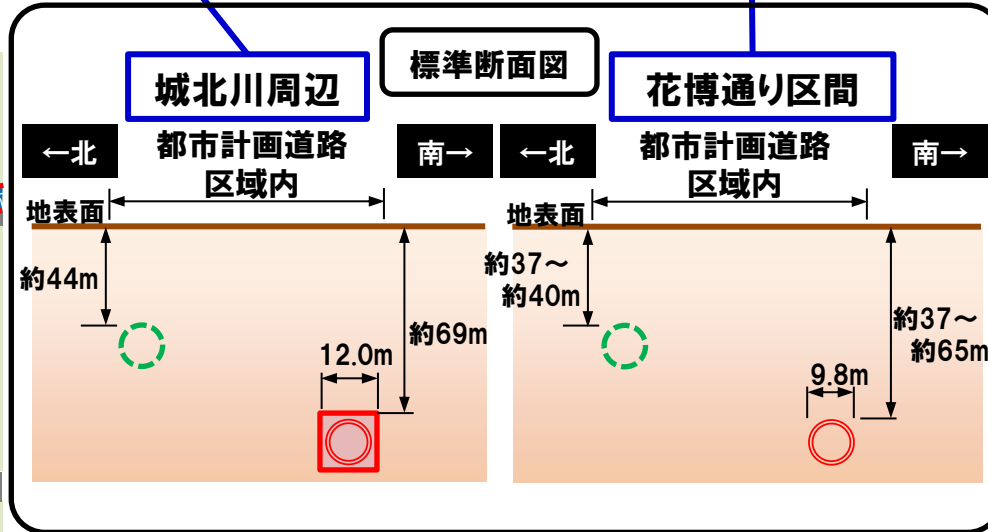 標準断面図
城北川周辺
←北
都市計画道路
区域内
南→
地表面
約44m
約69m
12.0m
花博通り区間
←北
都市計画道路
区域内
南→
地表面
約37～
約40m
約37～
約65m
9.8m